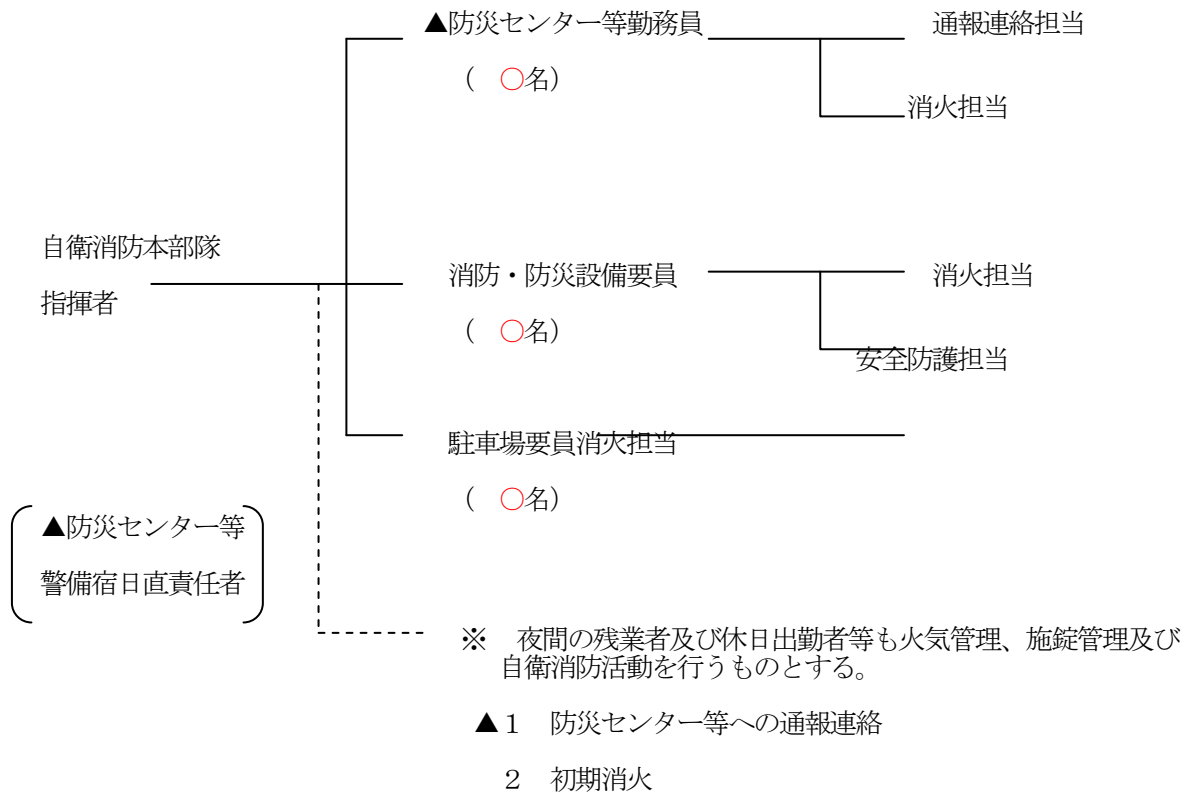 ▲防災センター等勤務員
通報連絡担当
( ○名)
消火担当
自衛消防本部隊
指揮者
消防・防災設備要員
消火担当
( ○名)
安全防護担当
駐車場要員消火担当
( ○名)
▲防災センター等
警備宿日直責任者
※ 夜間の残業者及び休日出勤者等も火気管理、施錠管理及び
自衛消防活動を行うものとする。
▲1 防災センター等への通報連絡
2 初期消火